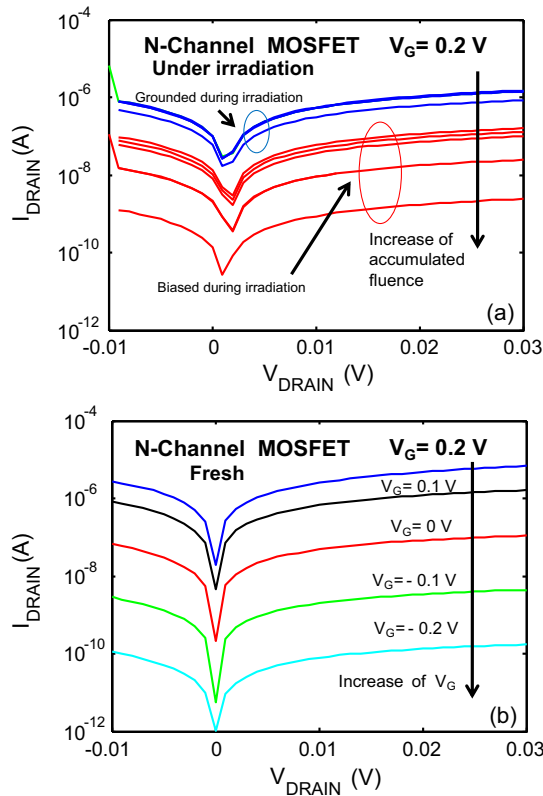 10^-4
N-Channel MOSFET
V_G= 0.2 V
Under irradiation
Grounded during irradiation
10^-6
10^-8
10^-10
10^-12
I_DRAIN(A)
Increase of
accumulated
fluence
Biased during irradiation
(a)
-0.01
0
0.01
0.02
0.03
V_DRAIN (V)
10^-4
N-Channel MOSFET
V_G= 0.2 V
Fresh
V_G= 0.1 V
10^-6
V_G= 0 V
10^-8
V_G= - 0.1 V
10^-10
V_G= - 0.2 V
10^-12
I_DRAIN(A)
Increase of V_G
(b)
-0.01
0
0.01
0.02
0.03
V_DRAIN (V)